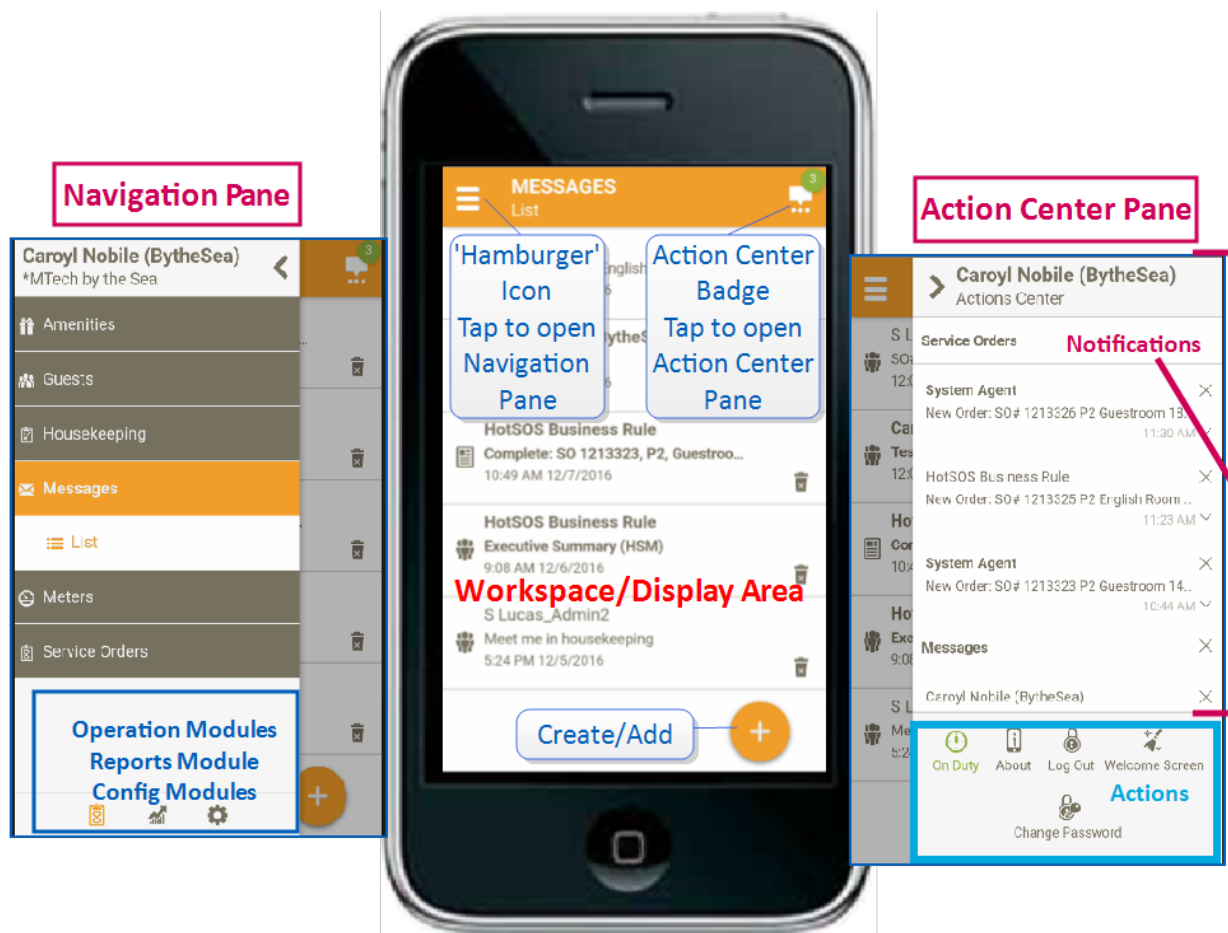 Navigation Pane
Caroyl Nobile (BytheSea)
*MTech by the Sea
3
Amenities
Guests
Housekeeping
Messages
List
Meters
Service Orders
Operation Modules
Reports Module
Config Modules
MESSAGES
List
3
'Hamburger'
Icon
Tap to open
Navigation
Pane
Action Center
Badge
Tap to open
Action Center
Pane
HotSOS Business Rule
Complete: SO 1213323, P2, Guestroo...
10:49 AM 12/7/2016
HotSOS Business Rule
Executive Summary (HSM)
9:08 AM 12/6/2016
Workspace/Display Area
S Lucas_Admin2
Meet me in housekeeping
5:24 PM 12/5/2016
Create/Add
Action Center Pane
Caroyl Nobile (BytheSea)
Actions Center
Service Orders
Notifications
System Agent
New Order: SO# 1213326 P2 Guestroom 18..
11:30 AM
HotSOS Business Rule
New Order: SO# 1213325 P2 English Room ..
11:23 AM
System Agent
New Order: SO# 1213323 P2 Guestroom 14..
10:44 AM
Messages
Caroyl Nobile (BytheSea)
On Duty
About
Log Out
Welcome Screen
Actions
Change Password